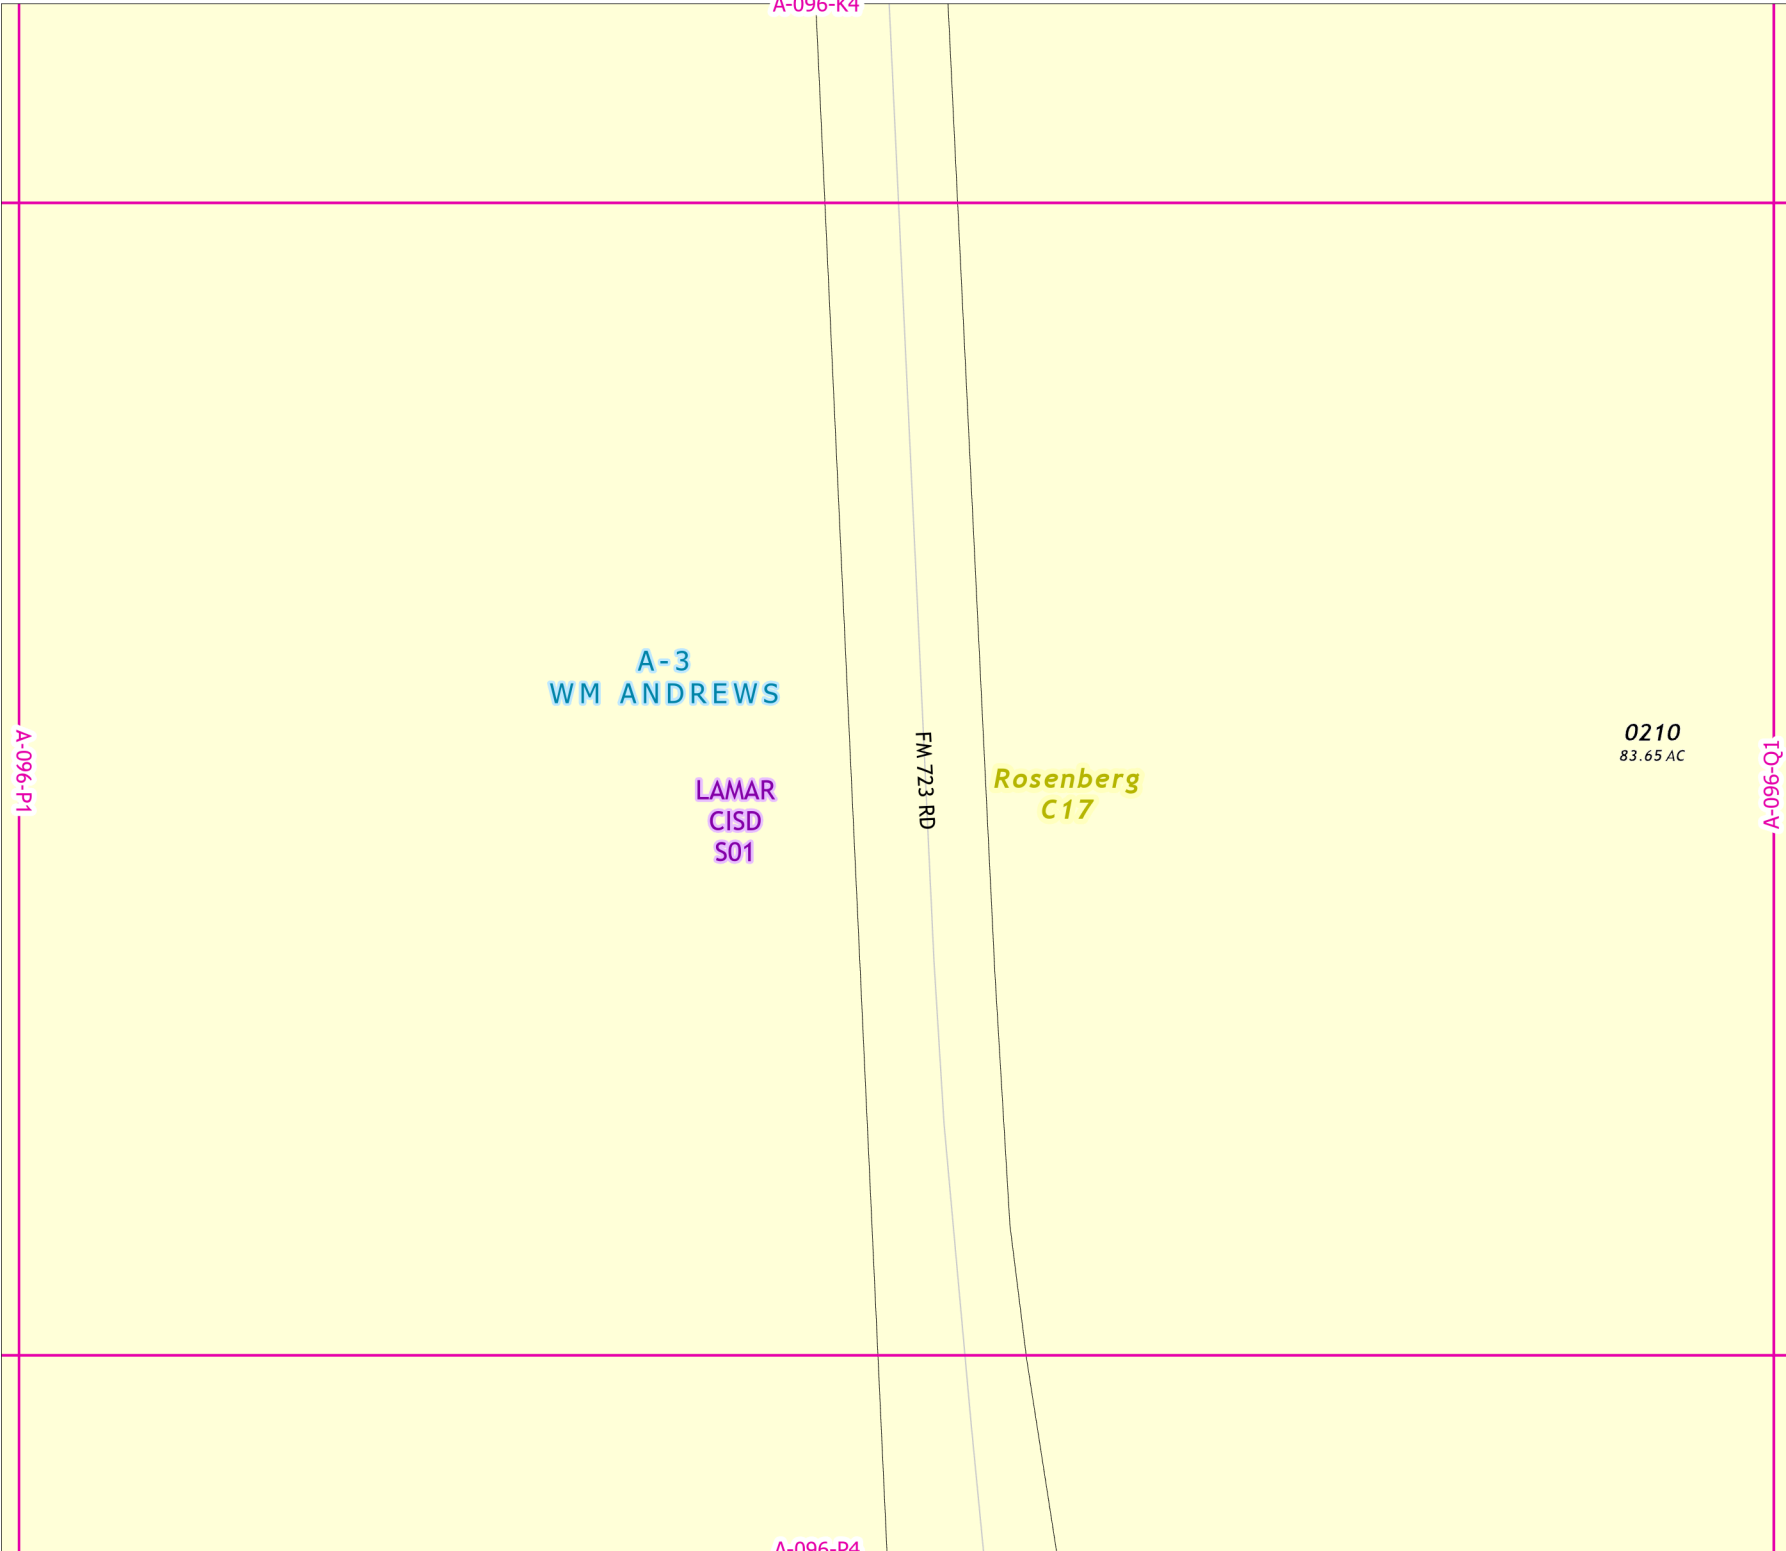 A-096-K4
A-3
WM ANDREWS
A-096-P1
FM 723 RD
0210
83.65 AC
A-096-Q1
Rosenberg
C17
LAMAR
CISD
S01
A-096-P4